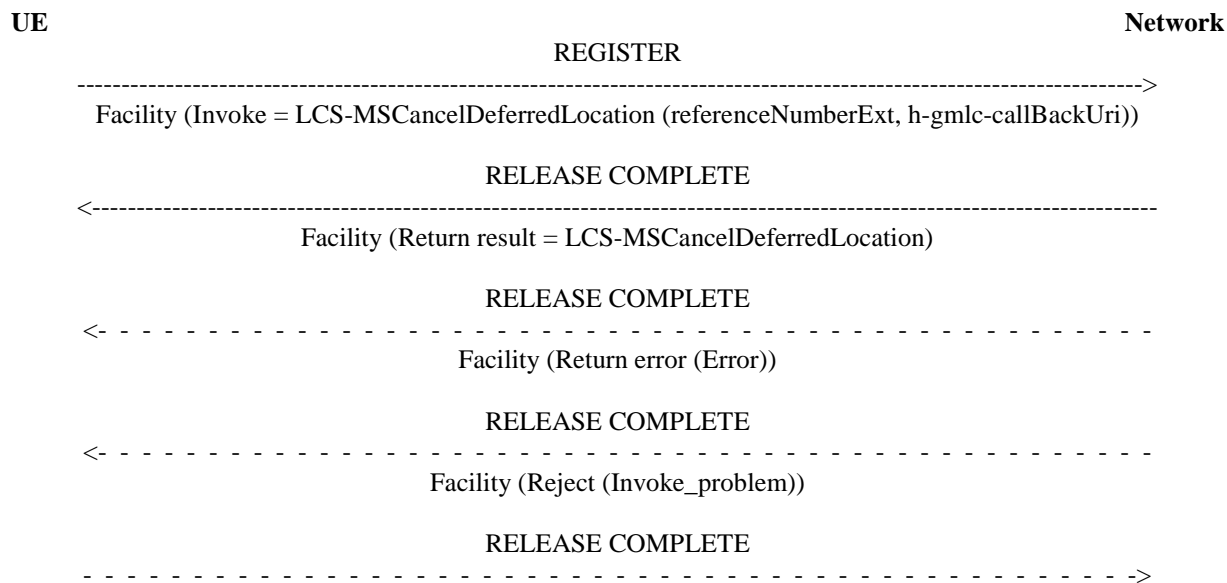 UE Network
REGISTER
Facility (Invoke = LCS-MSCancelDeferredLocation (referenceNumberExt, h-gmlc-callBackUri))
RELEASE COMPLETE
Facility (Return result = LCS-MSCancelDeferredLocation)
RELEASE COMPLETE
Facility (Return error (Error))
RELEASE COMPLETE
Facility (Reject (Invoke_problem))
RELEASE COMPLETE